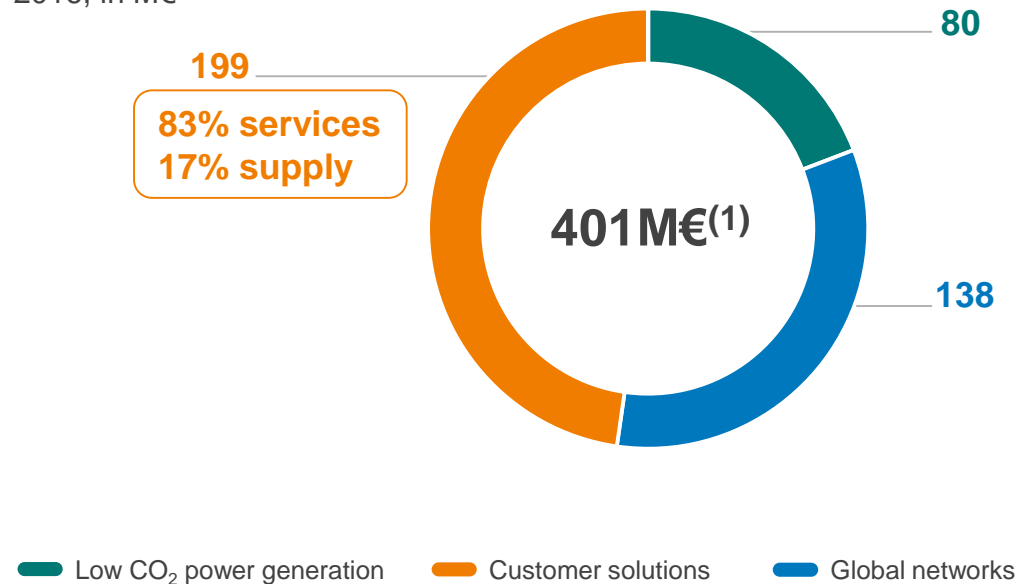 80
199
83% services
17% supply
401M€(1)
138
Low CO₂ power generation
Customer solutions
Global networks